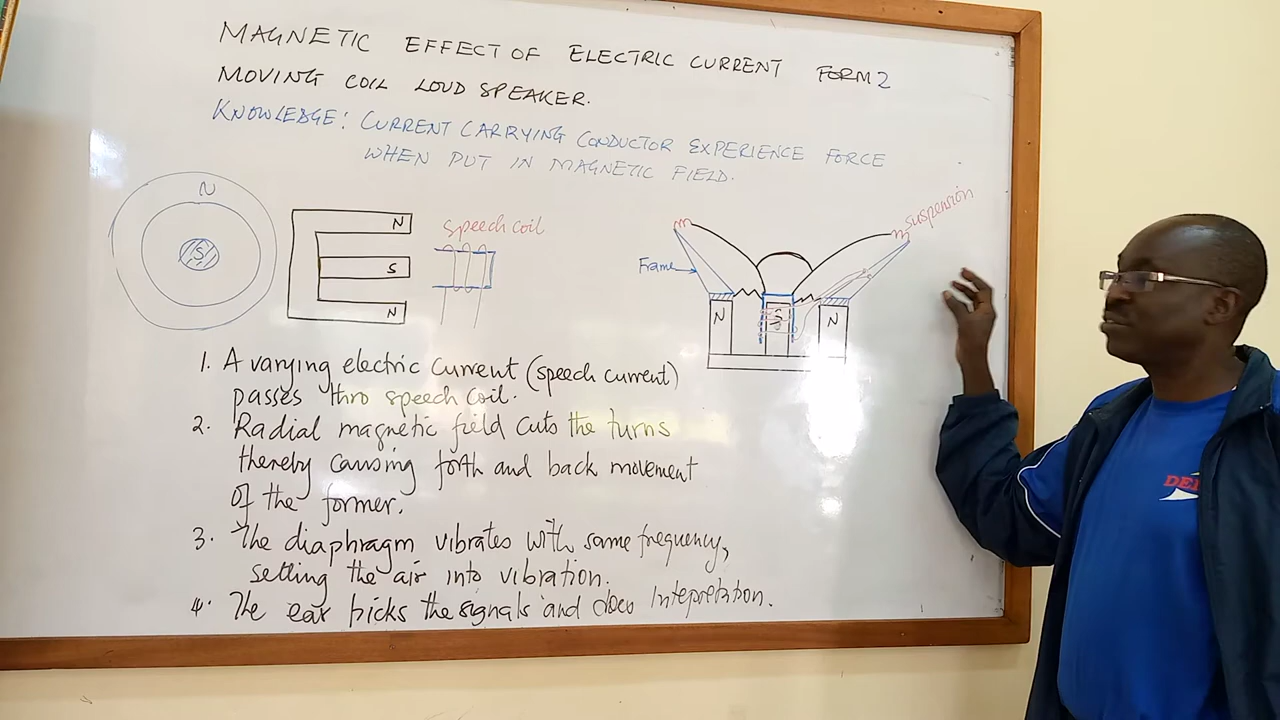 MAGNETIC EFFECT OF ELECTRIC CURRENT FORM 2
MOVING COIL LOUD SPEAKER.
KNOWLEDGE: CURRENT CARRYING CONDUCTOR EXPERIENCE FORCE
WHEN PUT IN MAGNETIC FIELD.
N
S
N
S
N
speech coil
suspension
Frame
N
S
N
1. A varying electric current (speech current)
passes thro speech coil.
2. Radial magnetic field cuts the turns
thereby causing forth and back movement
of the former.
3. The diaphragm vibrates with same frequency,
setting the air into vibration.
4. The ear picks the signals and does Intepretation.